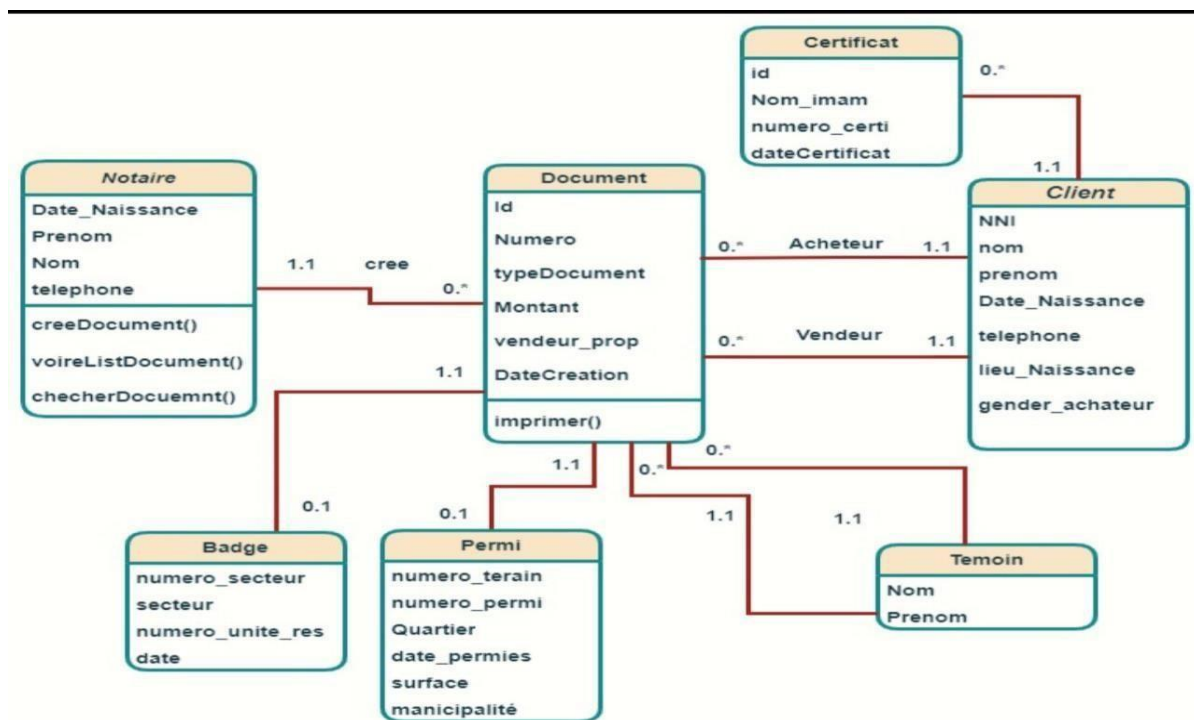 Certificat
id
Nom_imam
numero_certi
dateCertificat
0.*
1.1
Notaire
Date_Naissance
Prenom
Nom
telephone
creeDocument()
voireListDocument()
checherDocuemnt()
1.1 cree 0.*
Document
Id
Numero
typeDocument
Montant
vendeur_prop
DateCreation
imprimer()
0.* Acheteur 1.1
0.* Vendeur 1.1
Client
NNI
nom
prenom
Date_Naissance
telephone
lieu_Naissance
gender_achateur
1.1
0.1
1.1
0.1
0.*
1.1
0.*
1.1
Badge
numero_secteur
secteur
numero_unite_res
date
Permi
numero_terain
numero_permi
Quartier
date_permies
surface
manicipalité
Temoin
Nom
Prenom